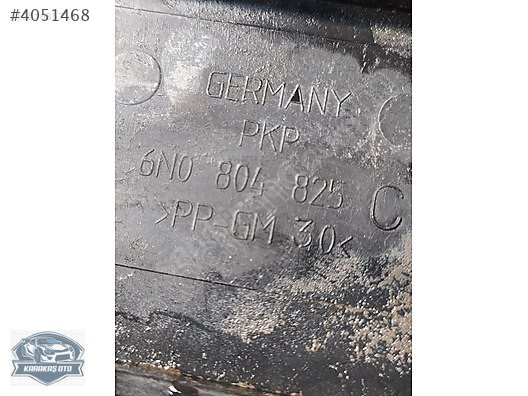 #4051468
GERMANY
PKP
6N0 804 825 C
>PP-GM 30<
KARAKAŞ OTO